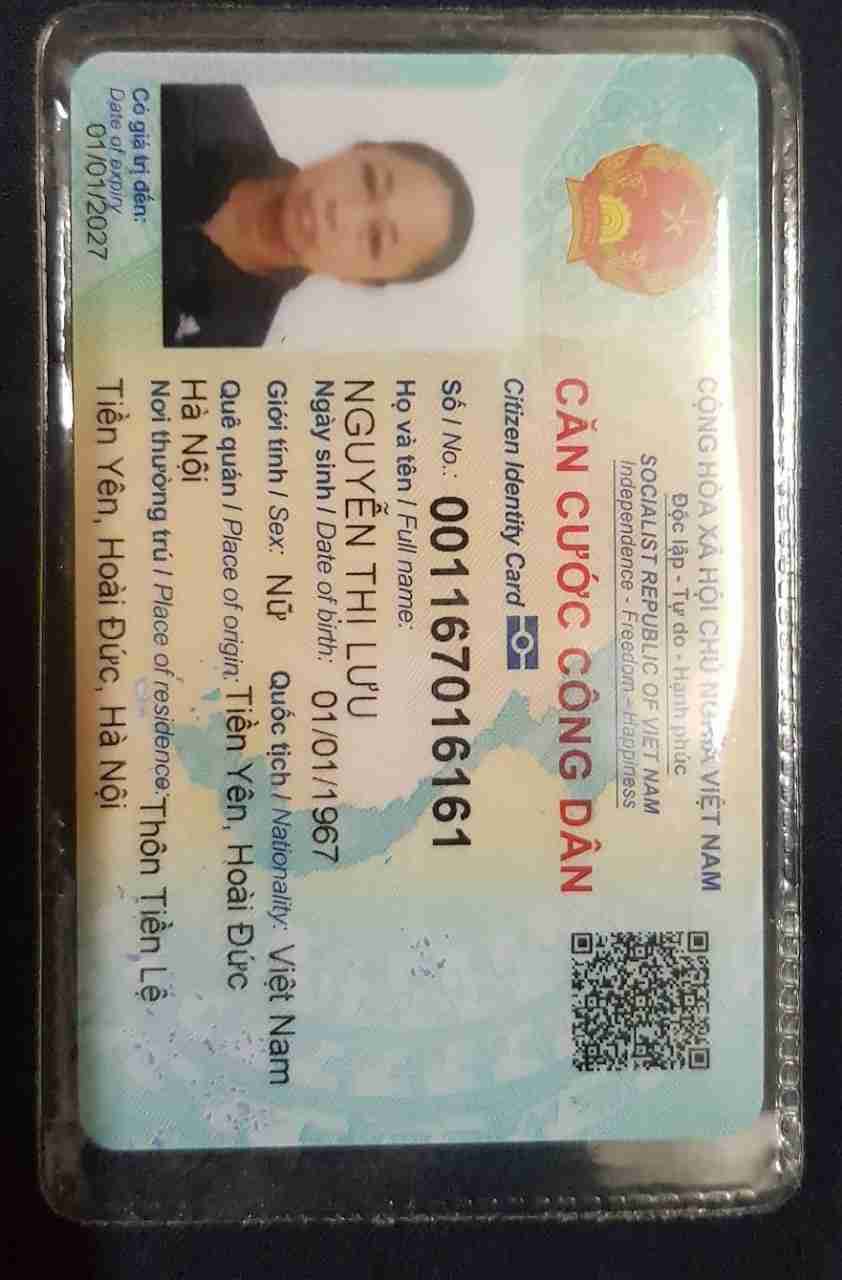 CỘNG HÒA XÃ HỘI CHỦ NGHĨA VIỆT NAM
Độc lập - Tự do - Hạnh phúc
SOCIALIST REPUBLIC OF VIET NAM
Independence - Freedom - Happiness
CĂN CƯỚC CÔNG DÂN
Citizen Identity Card
Số / No.: 001167016161
Họ và tên / Full name:
NGUYỄN THỊ LƯU
Ngày sinh / Date of birth: 01/01/1967
Giới tính / Sex: Nữ Quốc tịch / Nationality: Việt Nam
Quê quán / Place of origin: Tiền Yên, Hoài Đức
Hà Nội
Nơi thường trú / Place of residence: Thôn Tiền Lệ
Tiền Yên, Hoài Đức, Hà Nội
Có giá trị đến:
Date of expiry
01/01/2027